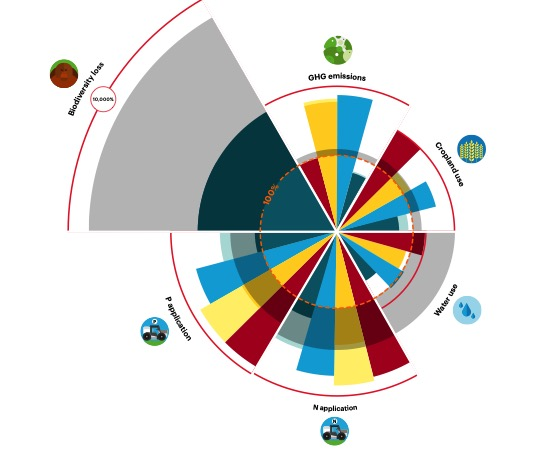 GHG emissions
Biodiversity loss
10,000%
Cropland use
100%
Water use
P application
P
N application
N